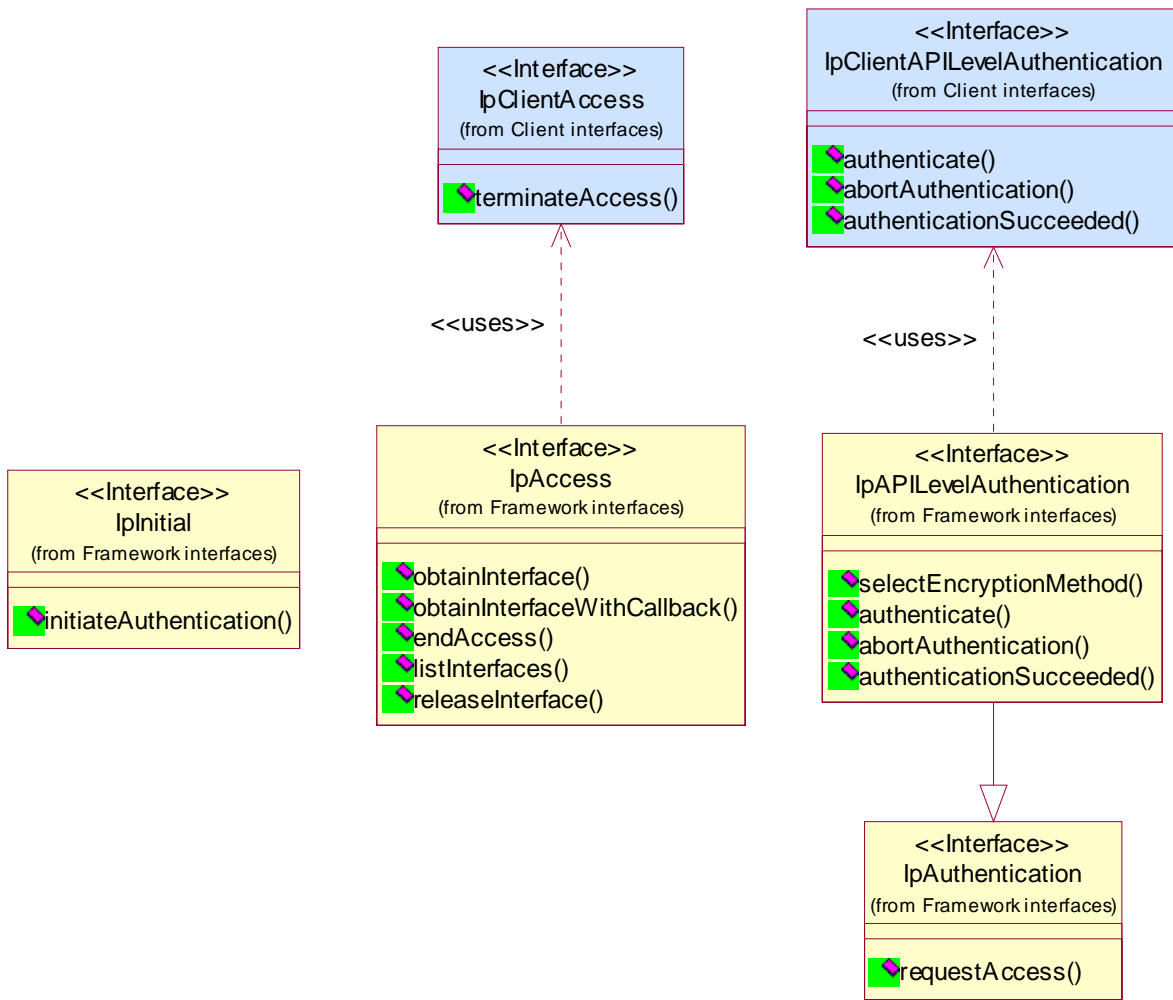 <<Interface>>
IpClientAccess
(from Client interfaces)
terminateAccess()
<<Interface>>
IpClientAPILevelAuthentication
(from Client interfaces)
authenticate()
abortAuthentication()
authenticationSucceeded()
<<uses>>
<<uses>>
<<Interface>>
IpInitial
(from Framework interfaces)
initiateAuthentication()
<<Interface>>
IpAccess
(from Framework interfaces)
obtainInterface()
obtainInterfaceWithCallback()
endAccess()
listInterfaces()
releaseInterface()
<<Interface>>
IpAPILevelAuthentication
(from Framework interfaces)
selectEncryptionMethod()
authenticate()
abortAuthentication()
authenticationSucceeded()
<<Interface>>
IpAuthentication
(from Framework interfaces)
requestAccess()